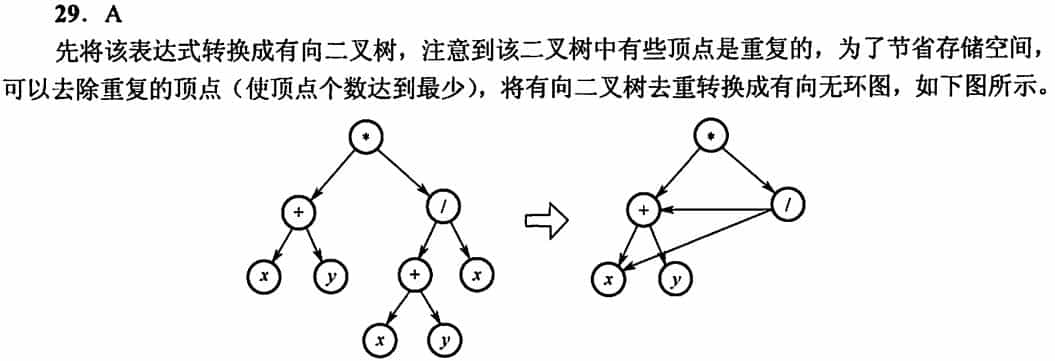 29. A
先将该表达式转换成有向二叉树，注意到该二叉树中有些顶点是重复的，为了节省存储空间，
可以去除重复的顶点（使顶点个数达到最少），将有向二叉树去重转换成有向无环图，如下图所示。
* *
+ / + /
x y + x x y
x y